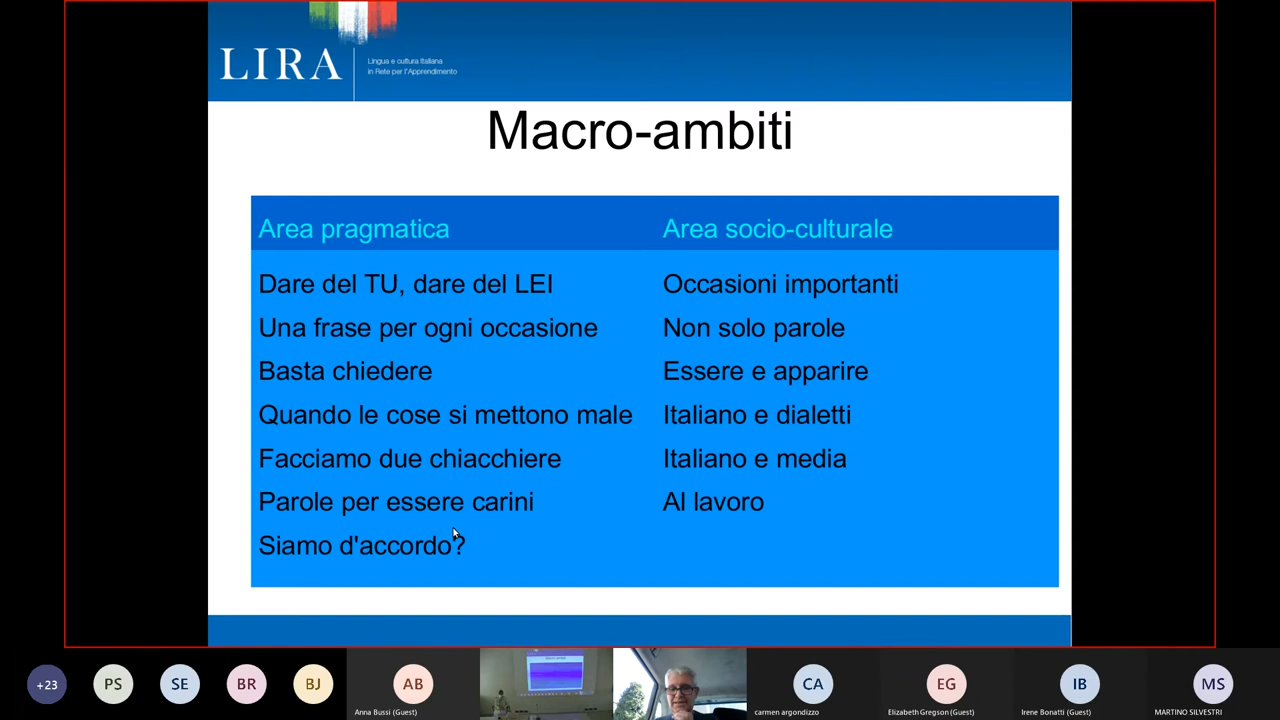 LIRA
Lingua e cultura Italiana
in Rete per l'Apprendimento
Macro-ambiti
Area pragmatica
Area socio-culturale
Dare del TU, dare del LEI
Occasioni importanti
Una frase per ogni occasione
Non solo parole
Basta chiedere
Essere e apparire
Quando le cose si mettono male
Italiano e dialetti
Facciamo due chiacchiere
Italiano e media
Parole per essere carini
Al lavoro
Siamo d'accordo?
+23
PS
SE
BR
BJ
AB
CA
EG
IB
MS
Anna Bussi (Guest)
carmen argondizzo
Elizabeth Gregson (Guest)
Irene Bonatti (Guest)
MARTINO SILVESTRI